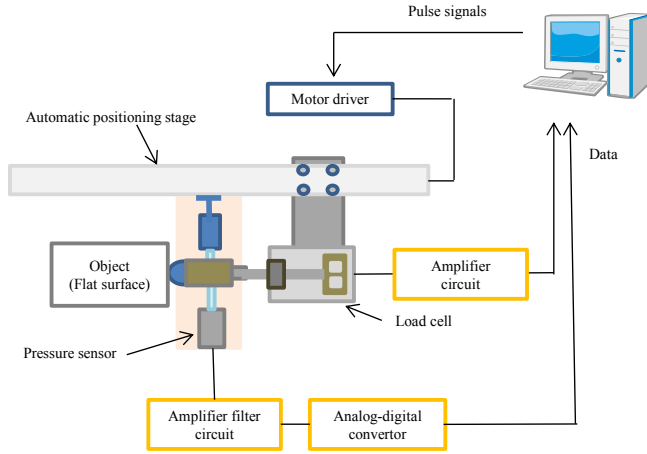 Pulse signals
Motor driver
Automatic positioning stage
Data
Object
(Flat surface)
Amplifier
circuit
Load cell
Pressure sensor
Amplifier filter
circuit
Analog-digital
convertor